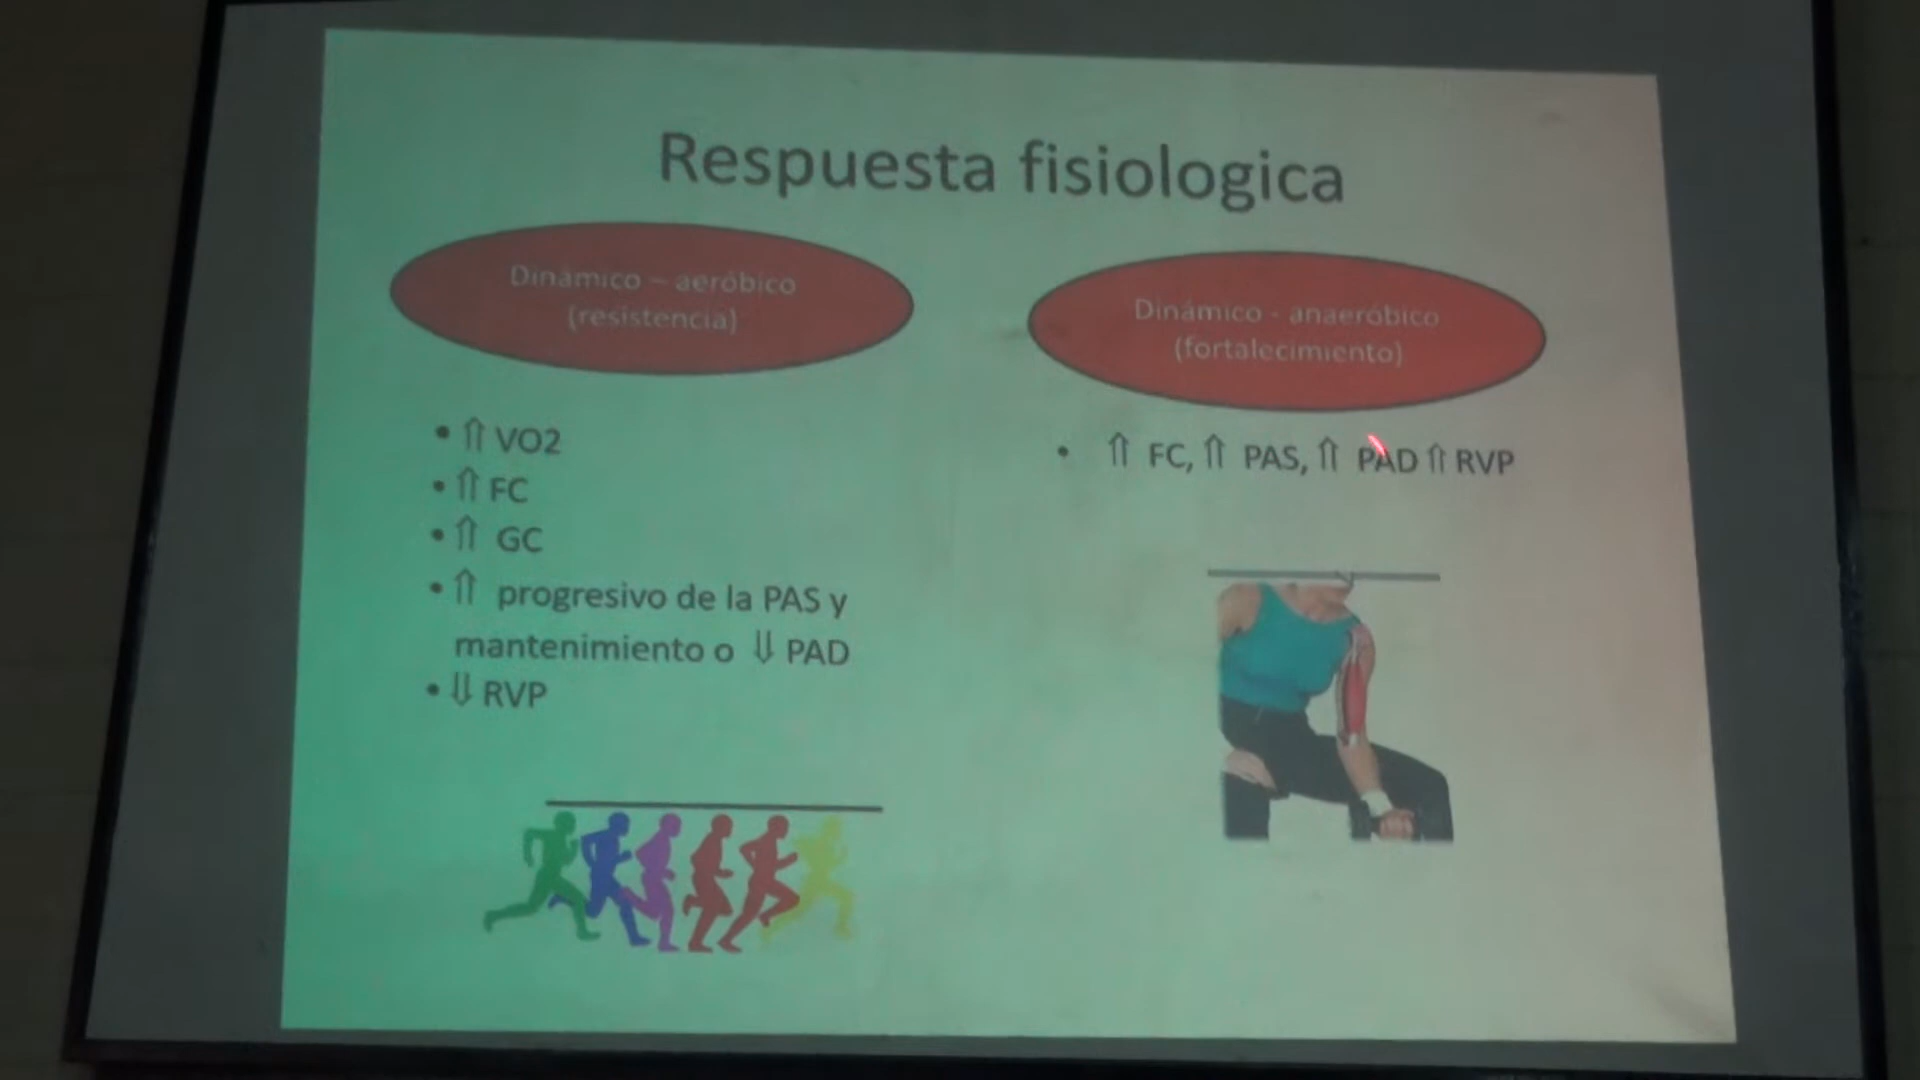 Respuesta fisiologica
Dinámico – aeróbico
(resistencia)
• ⇑ VO2
• ⇑ FC
• ⇑ GC
• ⇑ progresivo de la PAS y
mantenimiento o ⇓ PAD
• ⇓ RVP
Dinámico - anaeróbico
(fortalecimiento)
• ⇑ FC, ⇑ PAS, ⇑ PAD ⇑ RVP